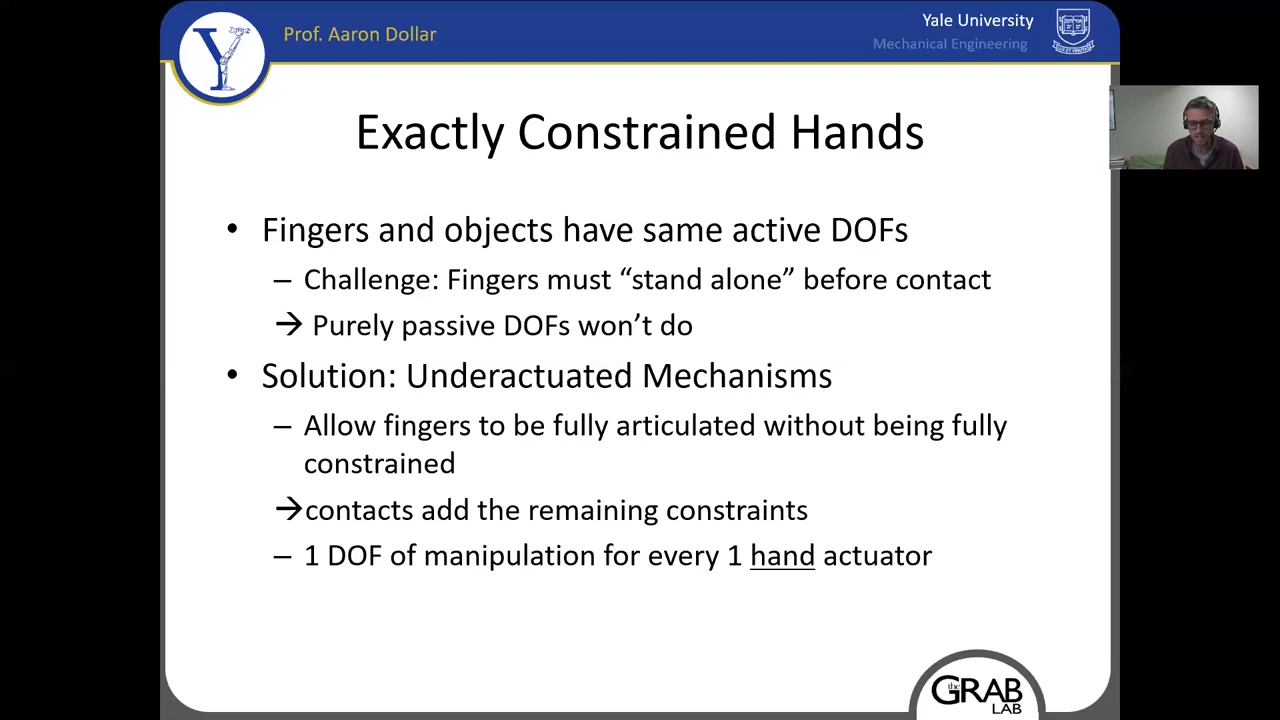 Prof. Aaron Dollar
Yale University
Mechanical Engineering
Exactly Constrained Hands
• Fingers and objects have same active DOFs
– Challenge: Fingers must “stand alone” before contact
→ Purely passive DOFs won’t do
• Solution: Underactuated Mechanisms
– Allow fingers to be fully articulated without being fully
constrained
→contacts add the remaining constraints
– 1 DOF of manipulation for every 1 hand actuator
the GRAB
LAB